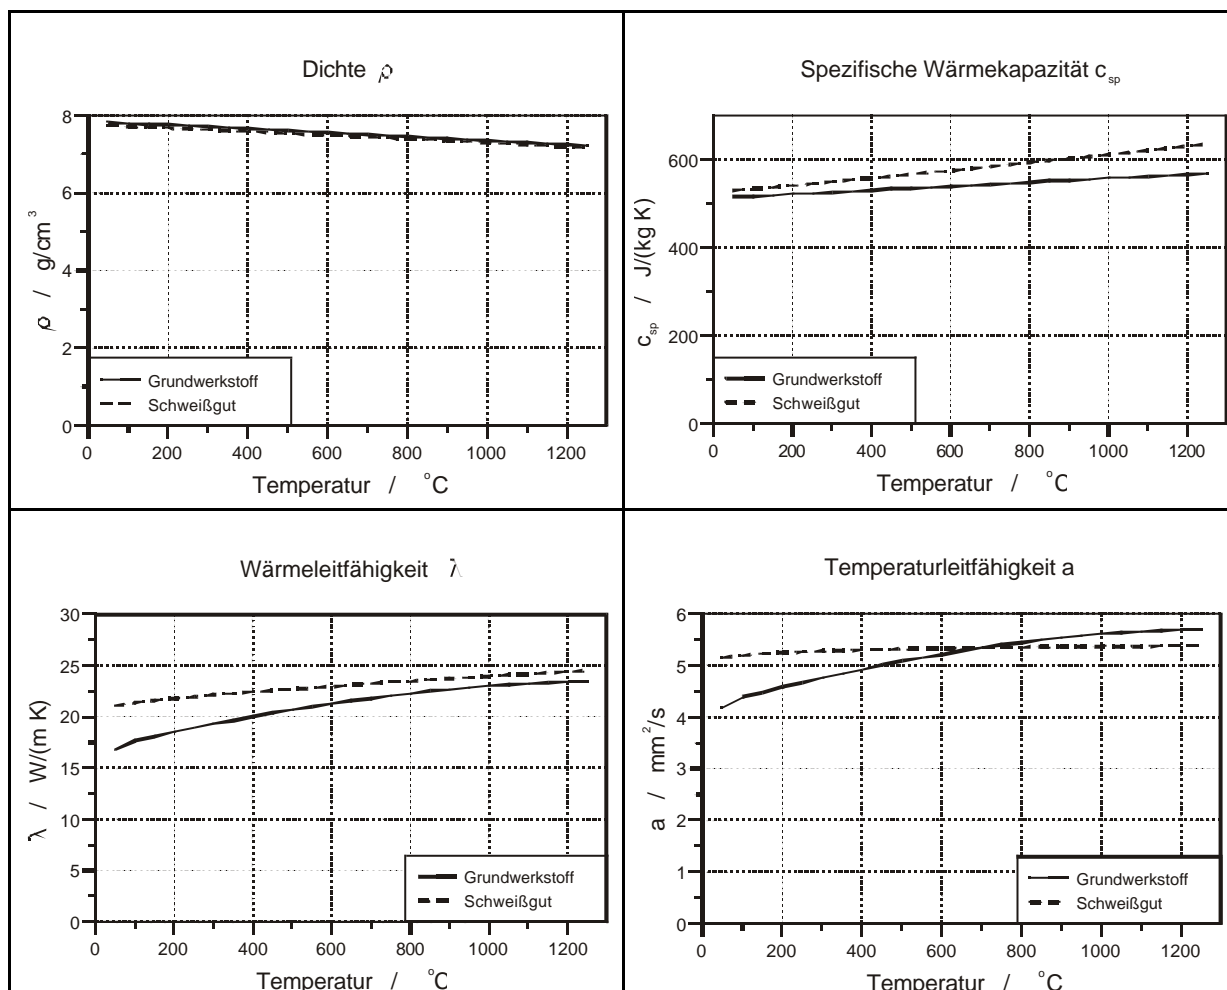 Dichte ρ
8
6
4
2
0
ρ / g/cm³
Grundwerkstoff
Schweißgut
0 200 400 600 800 1000 1200
Temperatur / °C
Spezifische Wärmekapazität c_sp
600
400
200
0
c_sp / J/(kg K)
Grundwerkstoff
Schweißgut
0 200 400 600 800 1000 1200
Temperatur / °C
Wärmeleitfähigkeit λ
30
25
20
15
10
5
0
λ / W/(m K)
Grundwerkstoff
Schweißgut
0 200 400 600 800 1000 1200
Temperatur / °C
Temperaturleitfähigkeit a
6
5
4
3
2
1
0
a / mm²/s
Grundwerkstoff
Schweißgut
0 200 400 600 800 1000 1200
Temperatur / °C